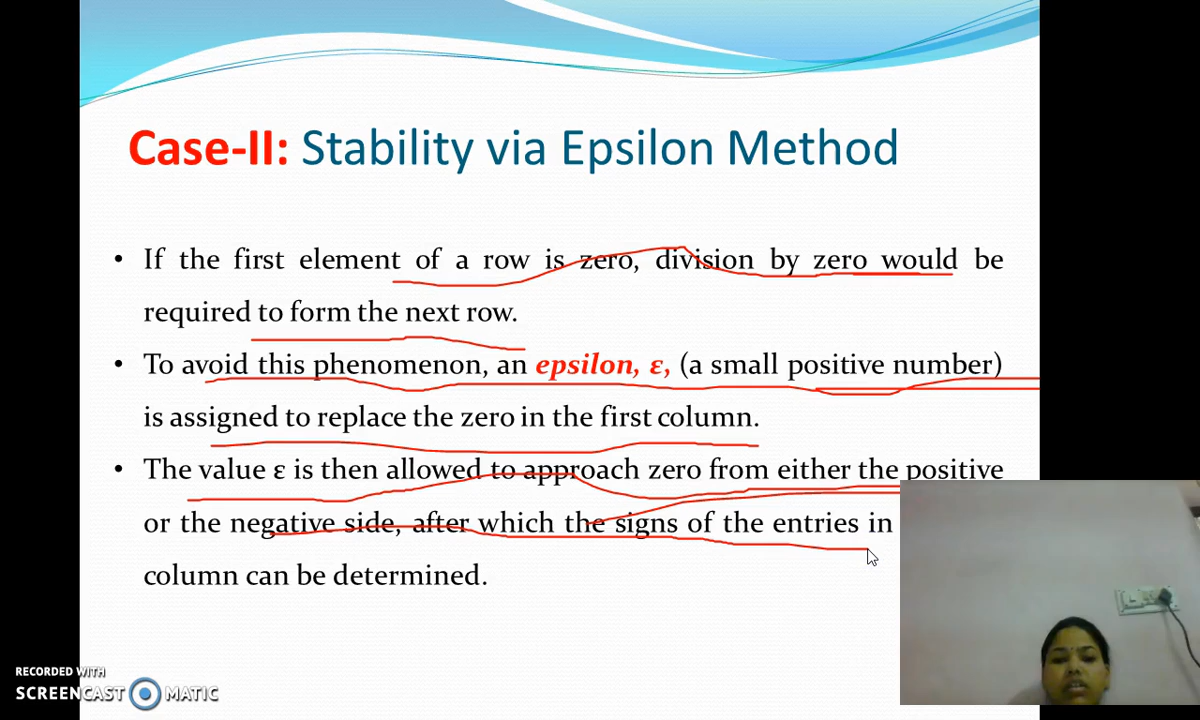 Case-II: Stability via Epsilon Method
• If the first element of a row is zero, division by zero would be
required to form the next row.
• To avoid this phenomenon, an epsilon, ε, (a small positive number)
is assigned to replace the zero in the first column.
• The value ε is then allowed to approach zero from either the positive
or the negative side, after which the signs of the entries in
column can be determined.
RECORDED WITH
SCREENCAST MATIC